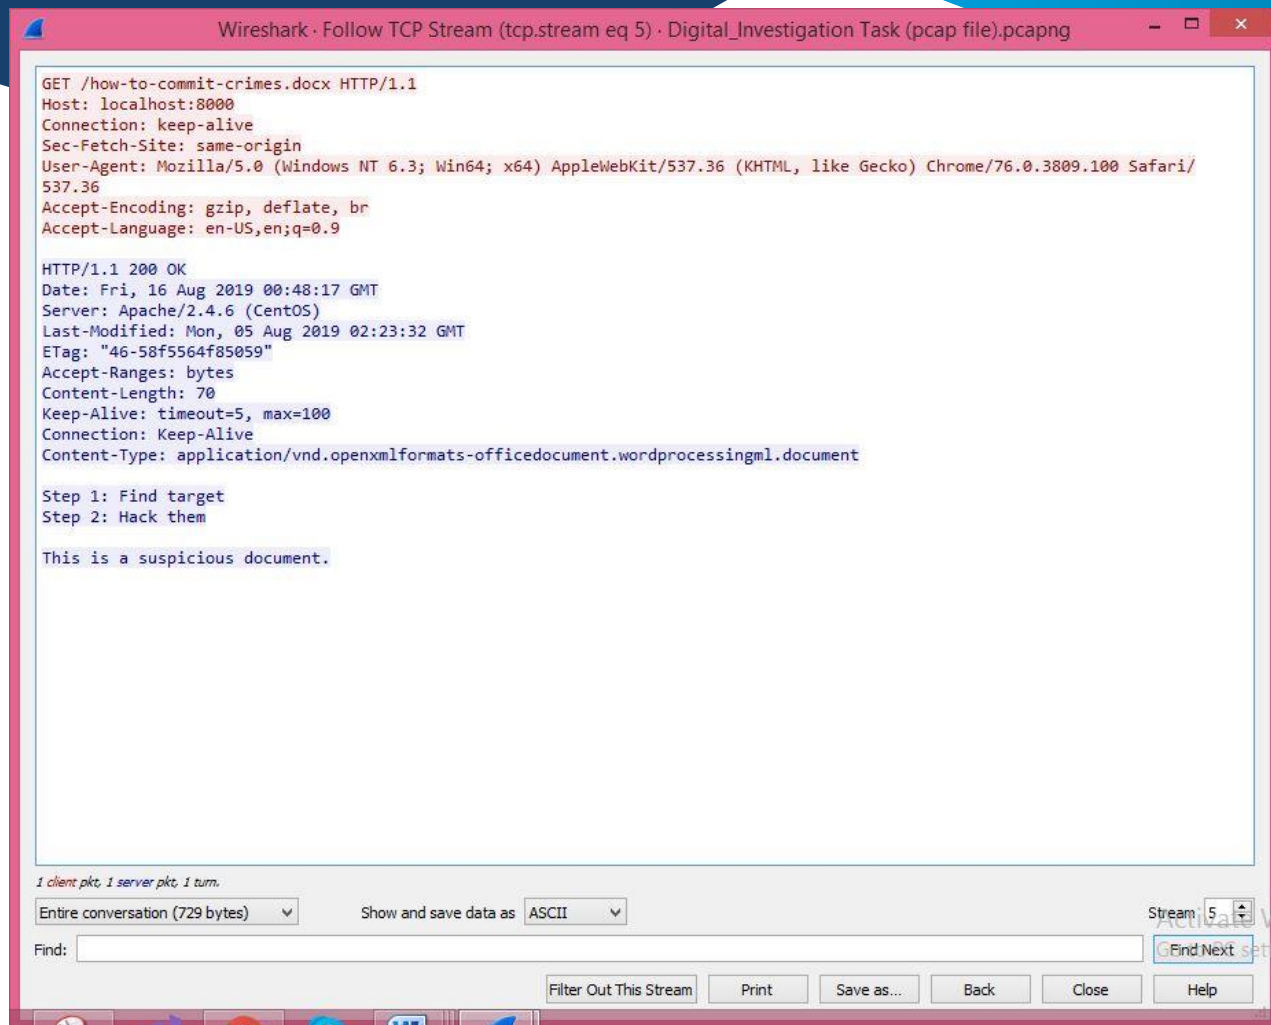 Wireshark · Follow TCP Stream (tcp.stream eq 5) · Digital_Investigation Task (pcap file).pcapng
GET /how-to-commit-crimes.docx HTTP/1.1
Host: localhost:8000
Connection: keep-alive
Sec-Fetch-Site: same-origin
User-Agent: Mozilla/5.0 (Windows NT 6.3; Win64; x64) AppleWebKit/537.36 (KHTML, like Gecko) Chrome/76.0.3809.100 Safari/
537.36
Accept-Encoding: gzip, deflate, br
Accept-Language: en-US,en;q=0.9
HTTP/1.1 200 OK
Date: Fri, 16 Aug 2019 00:48:17 GMT
Server: Apache/2.4.6 (CentOS)
Last-Modified: Mon, 05 Aug 2019 02:23:32 GMT
ETag: "46-58f5564f85059"
Accept-Ranges: bytes
Content-Length: 70
Keep-Alive: timeout=5, max=100
Connection: Keep-Alive
Content-Type: application/vnd.openxmlformats-officedocument.wordprocessingml.document
Step 1: Find target
Step 2: Hack them
This is a suspicious document.
1 client pkt, 1 server pkt, 1 turn.
Entire conversation (729 bytes) Show and save data as ASCII Stream 5
Activate
Find: Find Next
Filter Out This Stream Print Save as... Back Close Help